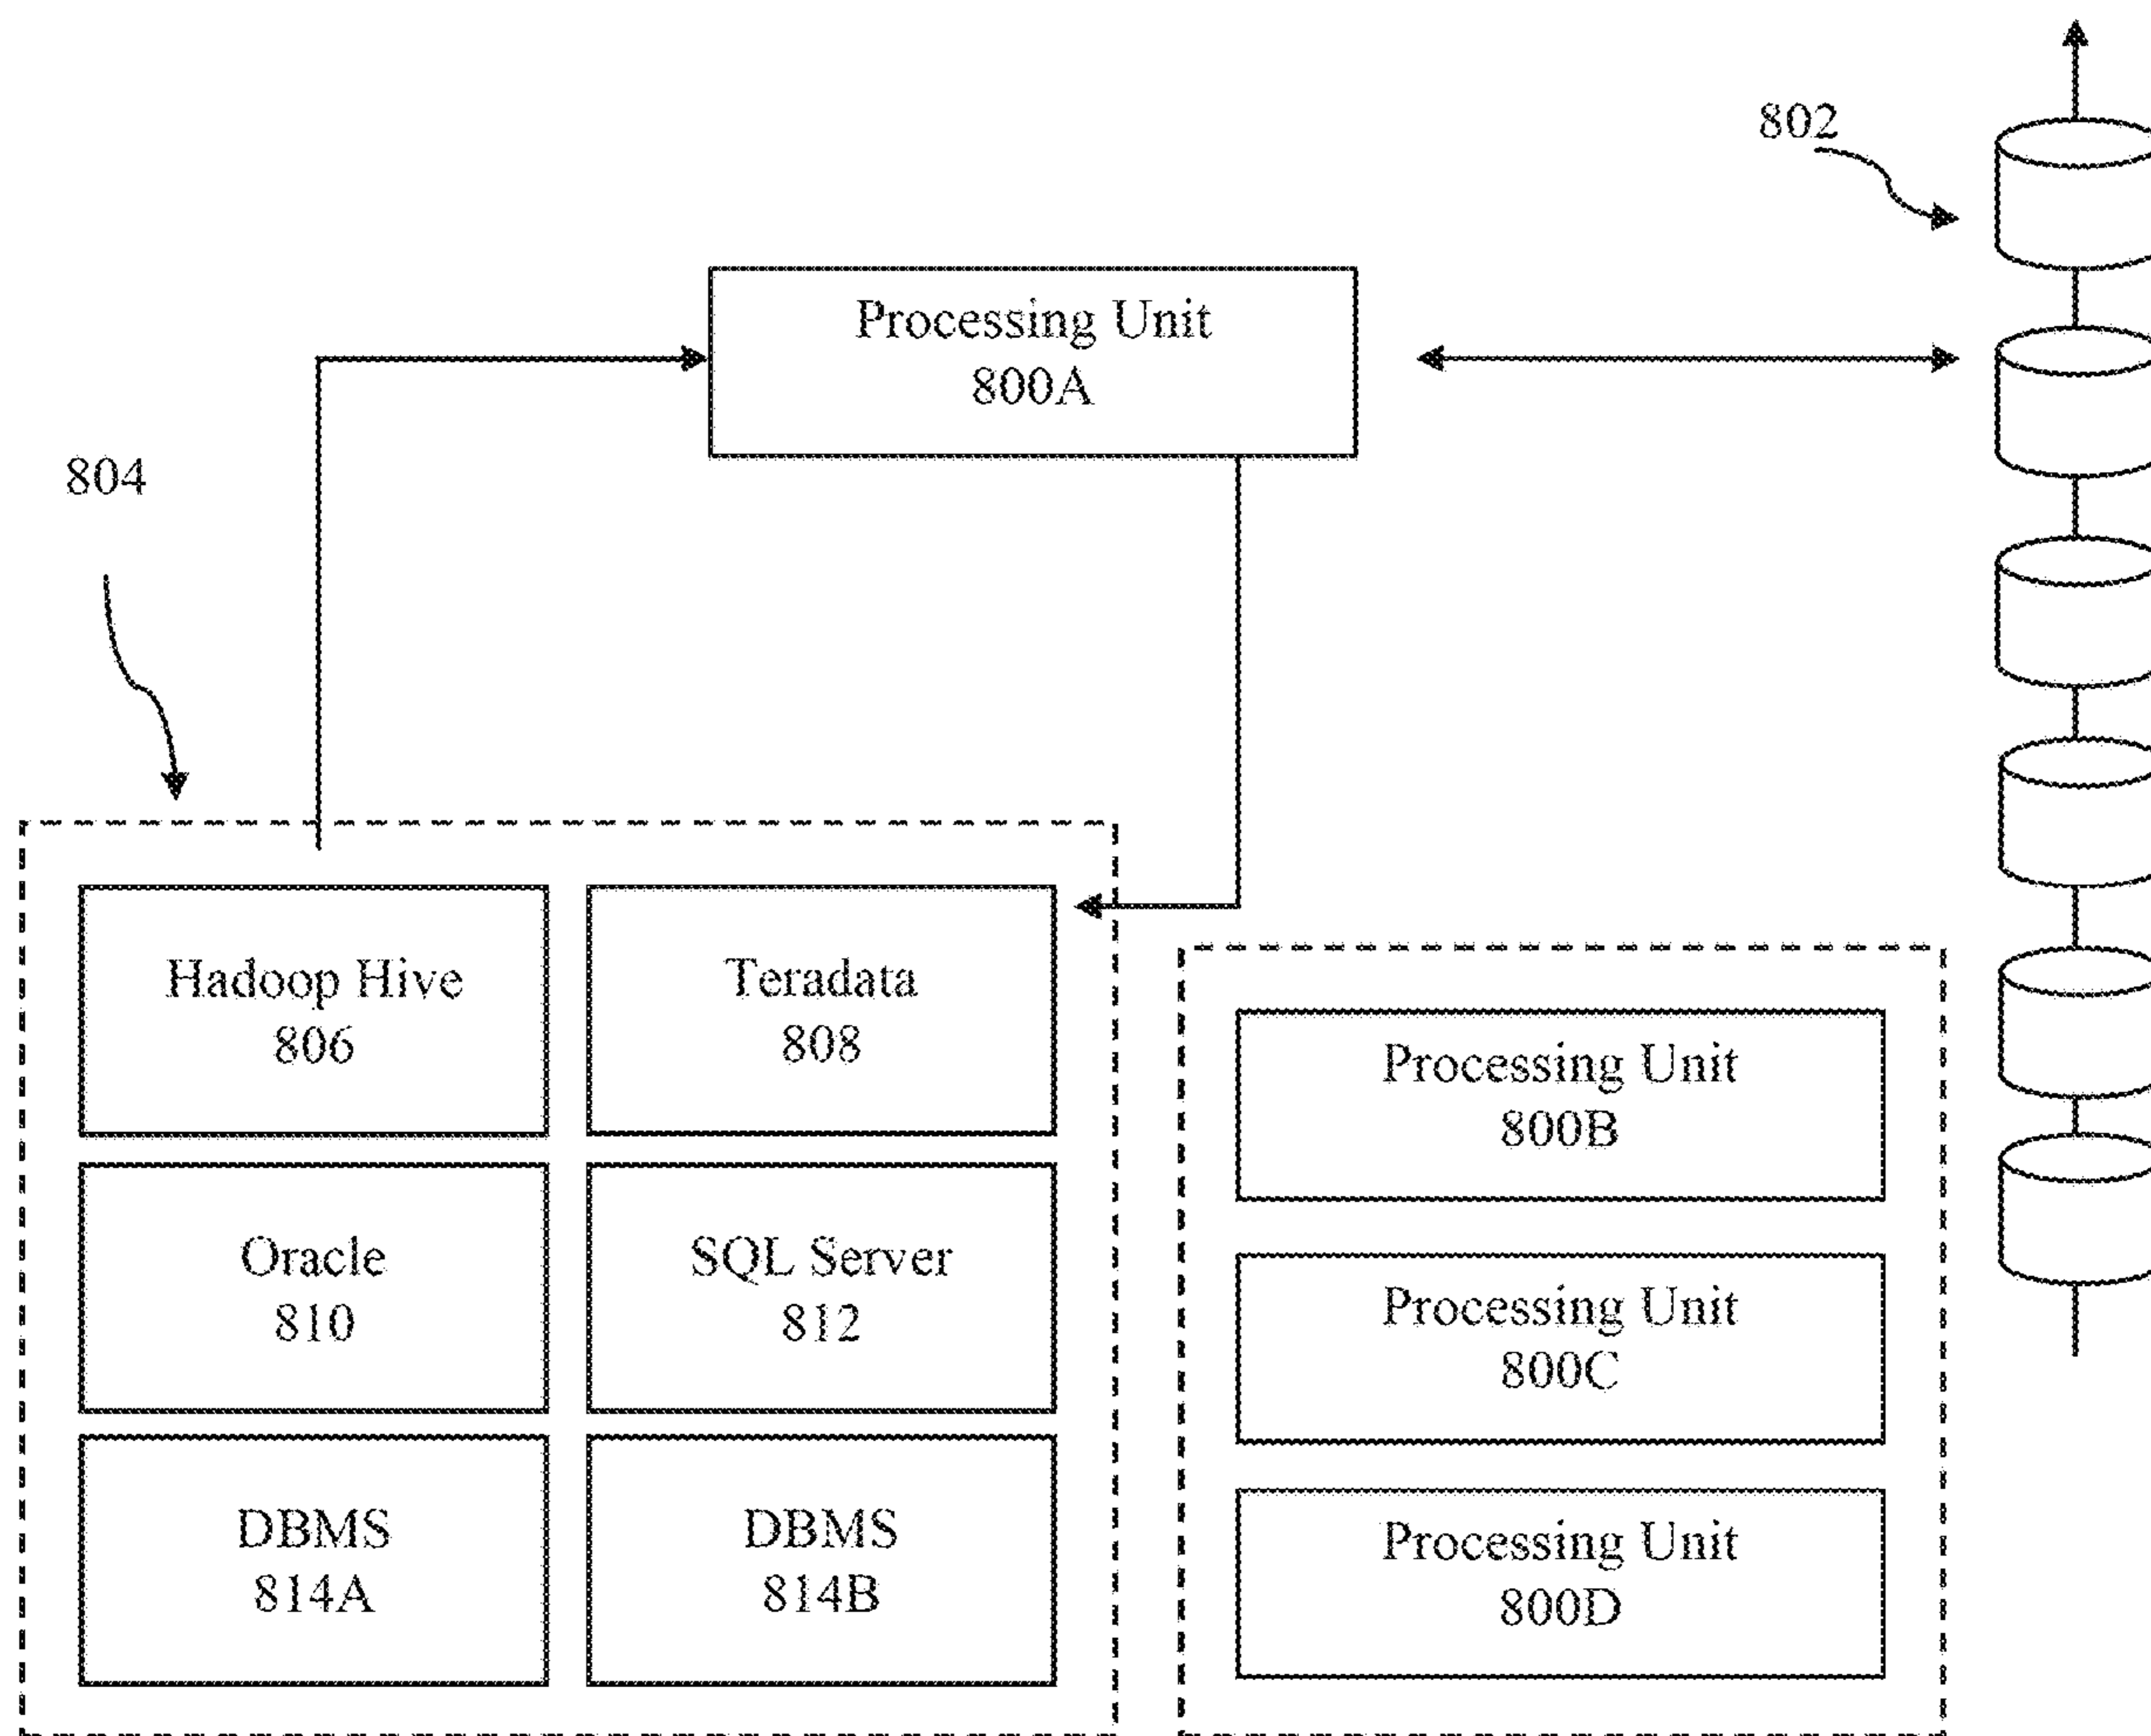 802
Processing Unit
800A
804
Hadoop Hive
806
Teradata
808
Oracle
810
SQL Server
812
DBMS
814A
DBMS
814B
Processing Unit
800B
Processing Unit
800C
Processing Unit
800D